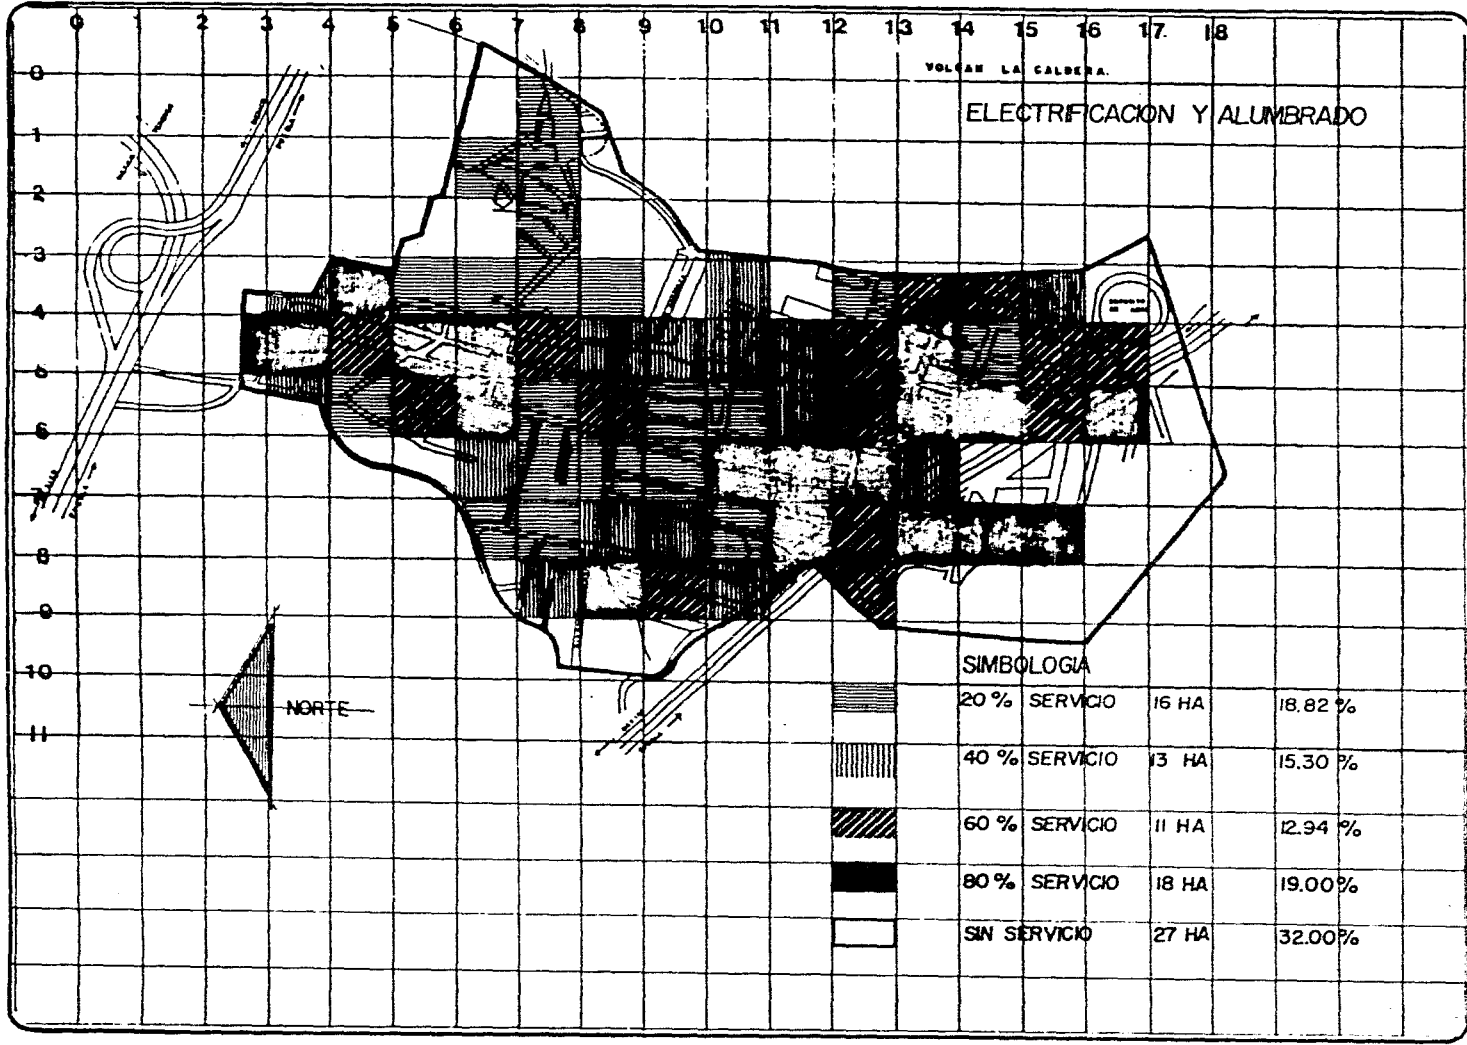 0 1 2 3 4 5 6 7 8 9 10 11 12 13 14 15 16 17. 18
0
1
2
3
4
5
6
7
8
9
10
11
VOLCAN LA CALDERA.
ELECTRIFICACION Y ALUMBRADO
NORTE
SIMBOLOGIA
20 % SERVICIO 16 HA 18.82 %
40 % SERVICIO 13 HA 15.30 %
60 % SERVICIO 11 HA 12.94 %
80 % SERVICIO 18 HA 19.00 %
SIN SERVICIO 27 HA 32.00 %